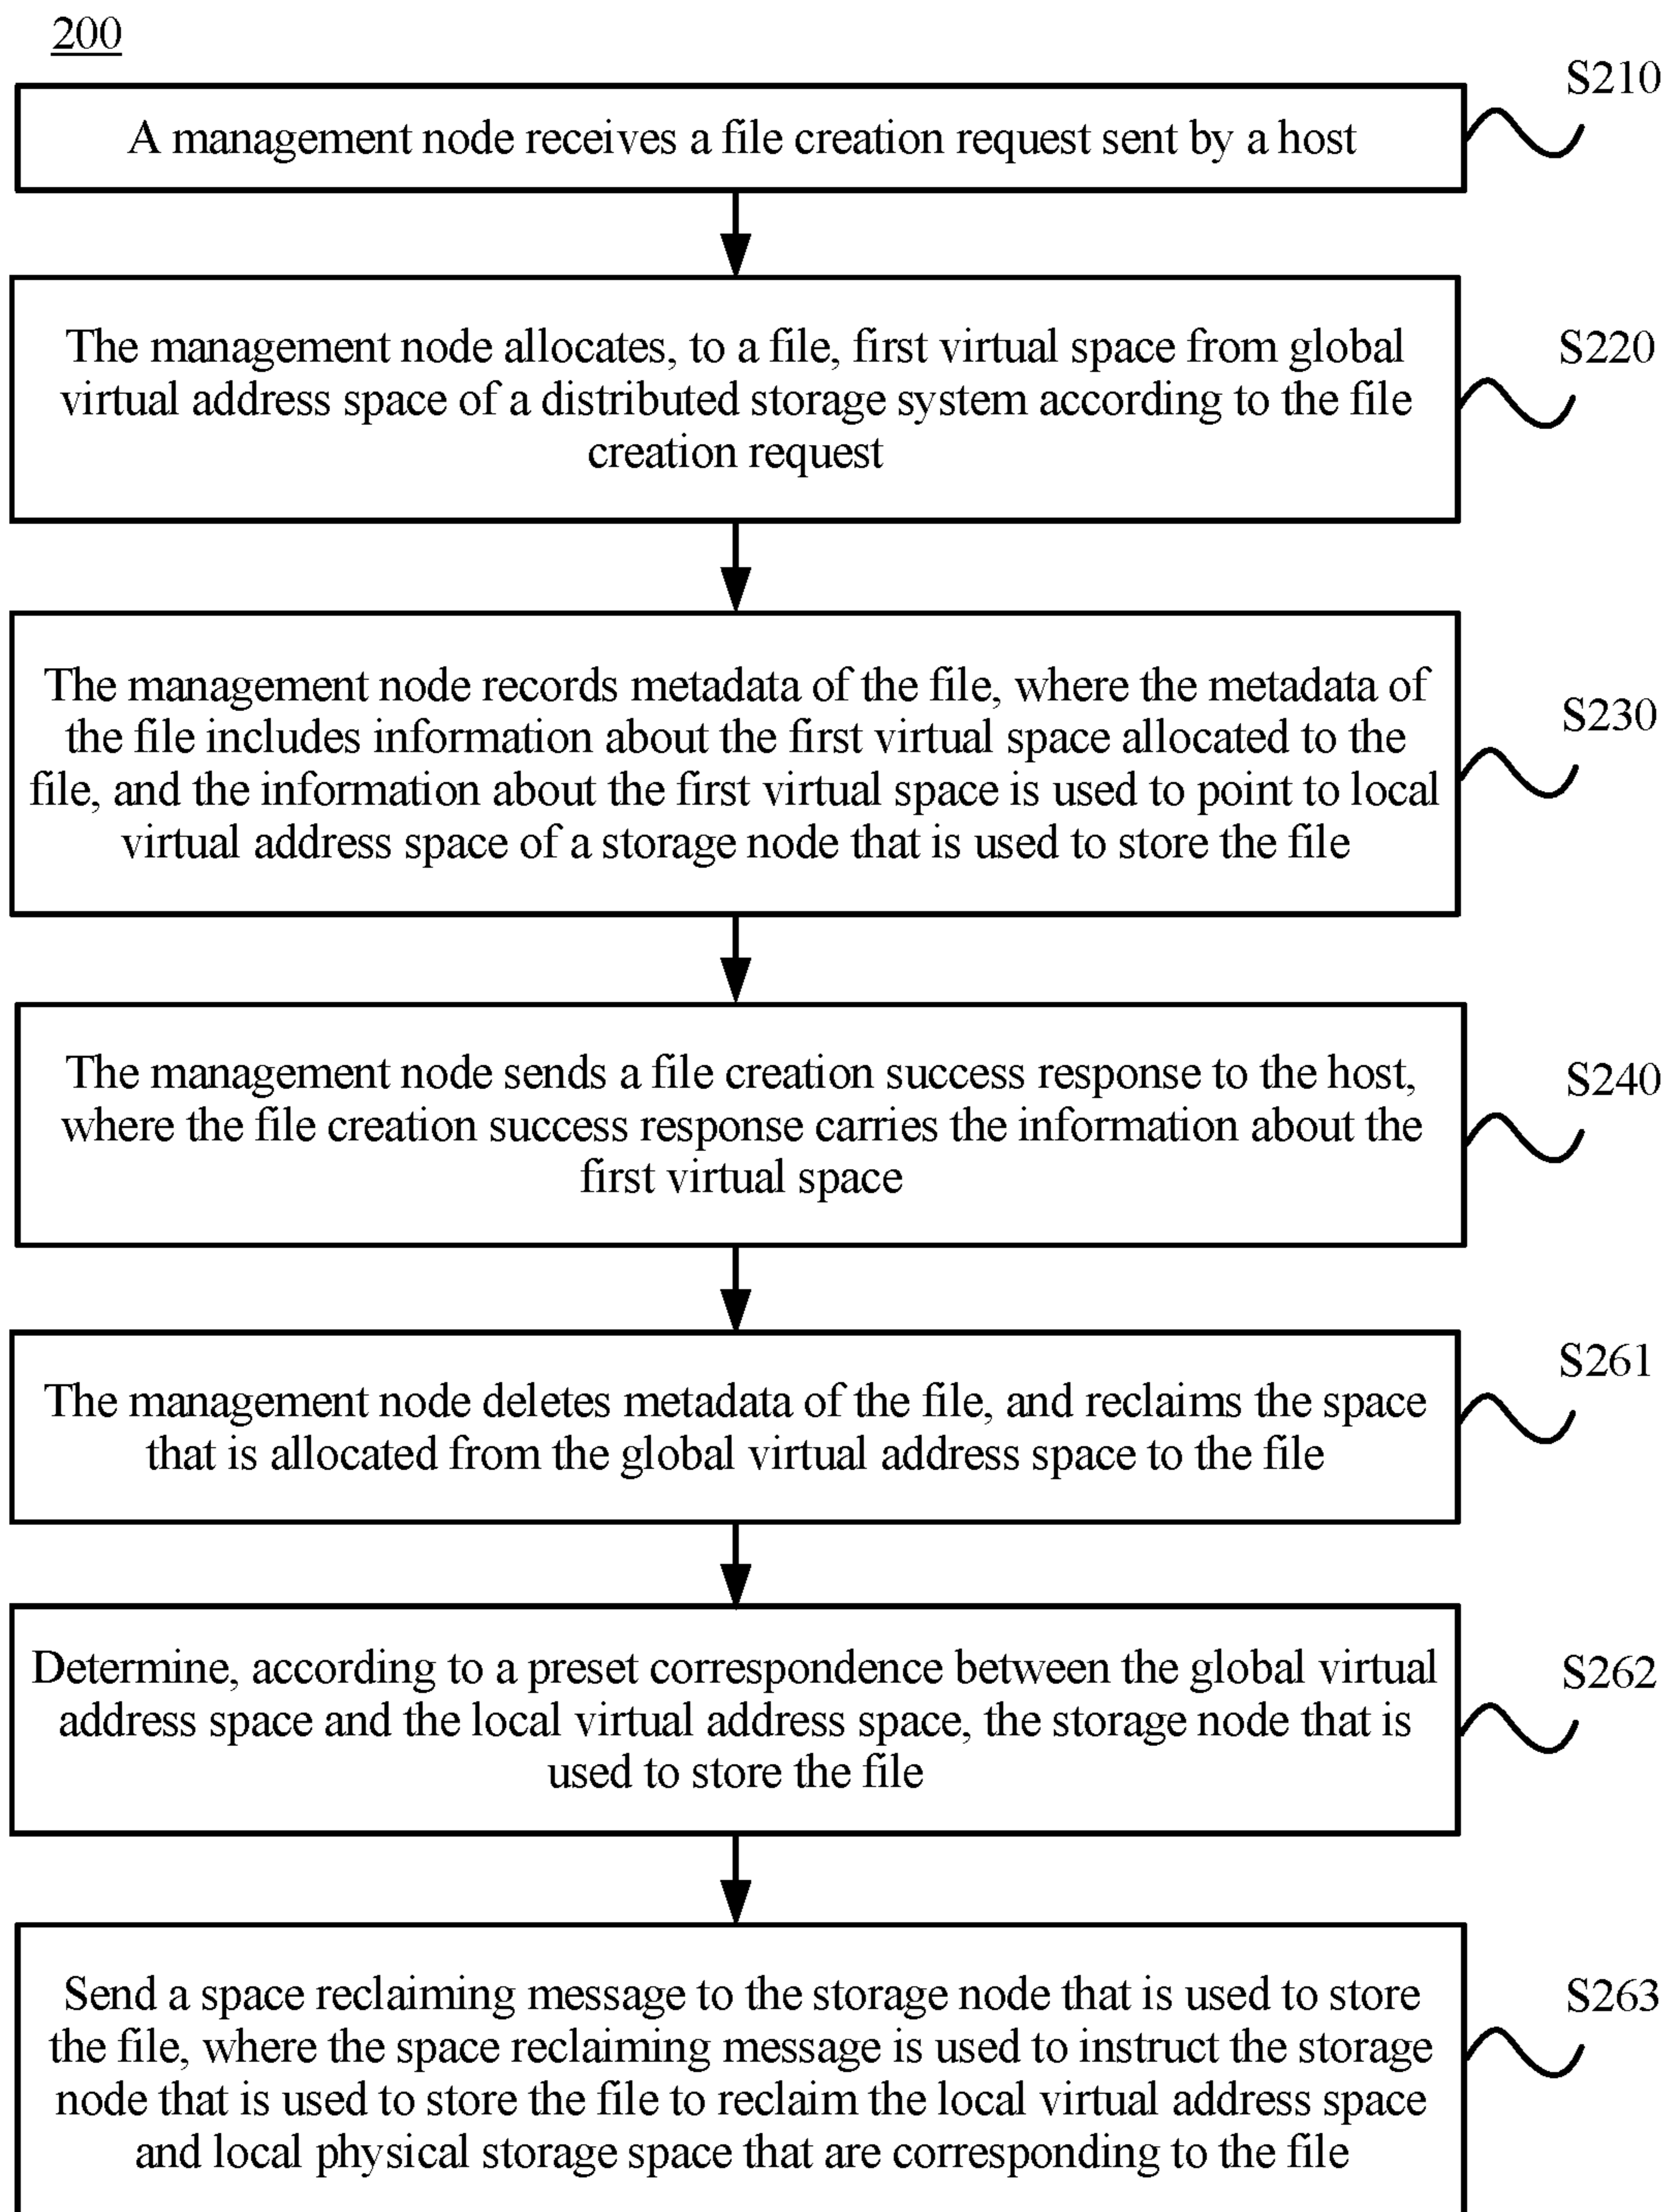 200
S210
A management node receives a file creation request sent by a host
The management node allocates, to a file, first virtual space from global
virtual address space of a distributed storage system according to the file
creation request
S220
The management node records metadata of the file, where the metadata of
the file includes information about the first virtual space allocated to the
file, and the information about the first virtual space is used to point to local
virtual address space of a storage node that is used to store the file
S230
The management node sends a file creation success response to the host,
where the file creation success response carries the information about the
first virtual space
S240
The management node deletes metadata of the file, and reclaims the space
that is allocated from the global virtual address space to the file
S261
Determine, according to a preset correspondence between the global virtual
address space and the local virtual address space, the storage node that is
used to store the file
S262
Send a space reclaiming message to the storage node that is used to store
the file, where the space reclaiming message is used to instruct the storage
node that is used to store the file to reclaim the local virtual address space
and local physical storage space that are corresponding to the file
S263